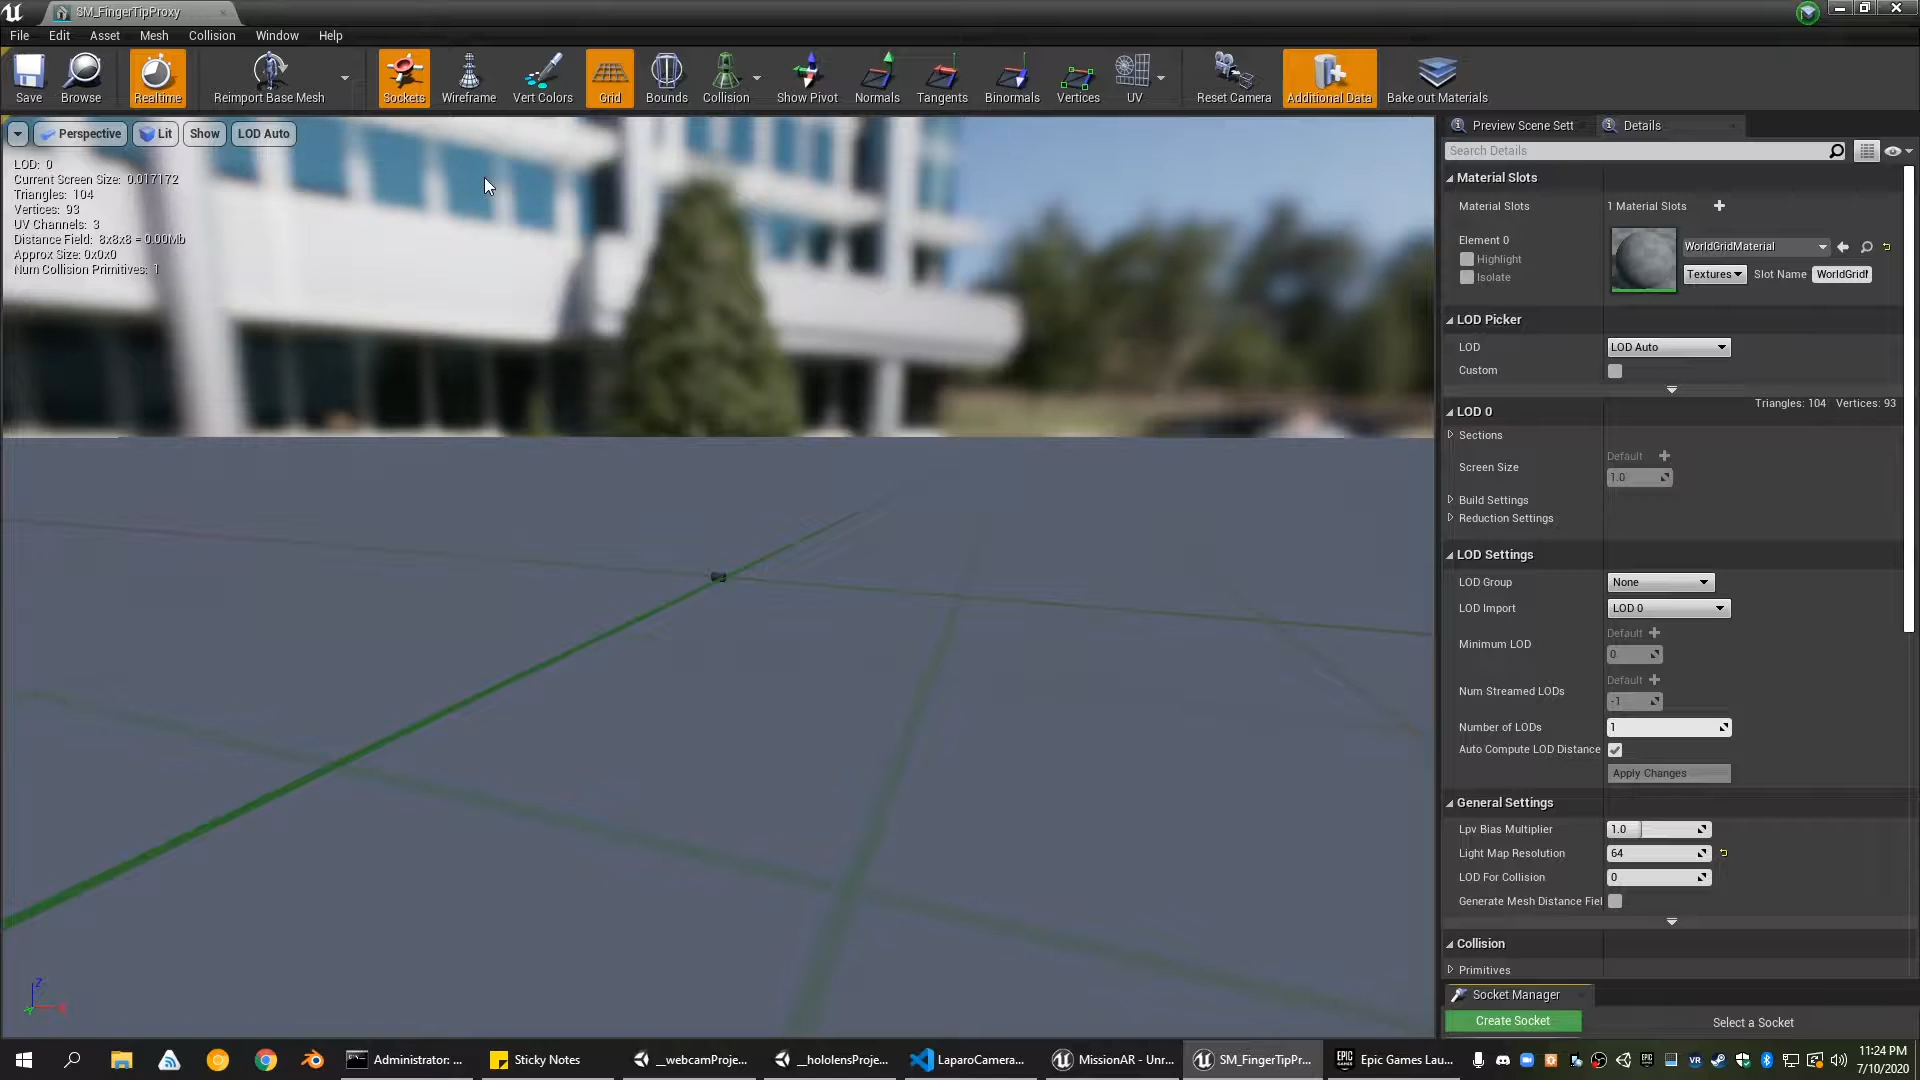 SM_FingerTipProxy
File Edit Asset Mesh Collision Window Help
Save Browse Realtime Reimport Base Mesh Sockets Wireframe Vert Colors Grid Bounds Collision Show Pivot Normals Tangents Binormals Vertices UV Reset Camera Additional Data Bake out Materials
Perspective Lit Show LOD Auto
LOD: 0
Current Screen Size: 0.017172
Triangles: 104
Vertices: 93
UV Channels: 3
Distance Field: 8x8x8 = 0.00Mb
Approx Size: 0x0x0
Num Collision Primitives: 1
Z
X
Y
Preview Scene Sett Details
Search Details
Material Slots
Material Slots 1 Material Slots
Element 0
Highlight
Isolate
WorldGridMaterial
Textures Slot Name WorldGridM
LOD Picker
LOD LOD Auto
Custom
LOD 0
Triangles: 104 Vertices: 93
Sections
Screen Size Default
1.0
Build Settings
Reduction Settings
LOD Settings
LOD Group None
LOD Import LOD 0
Minimum LOD Default
0
Num Streamed LODs Default
-1
Number of LODs 1
Auto Compute LOD Distance
Apply Changes
General Settings
Lpv Bias Multiplier 1.0
Light Map Resolution 64
LOD For Collision 0
Generate Mesh Distance Fiel
Collision
Primitives
Socket Manager
Create Socket Select a Socket
Administrator: ... Sticky Notes __webcamProje... __hololensProje... LaparoCamera... MissionAR - Unr... SM_FingerTipPr... EPIC GAMES Epic Games Lau... VR 11:24 PM
7/10/2020